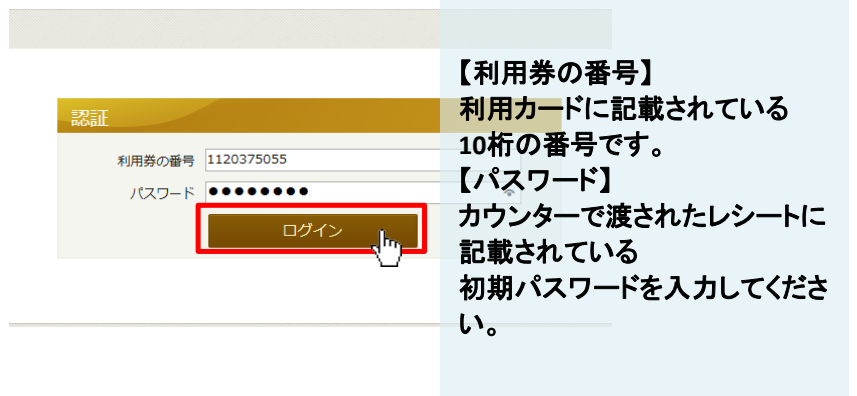 認証
利用券の番号 1120375055
パスワード ●●●●●●●●
ログイン
【利用券の番号】
利用カードに記載されている
10桁の番号です。
【パスワード】
カウンターで渡されたレシートに
記載されている
初期パスワードを入力してくださ
い。